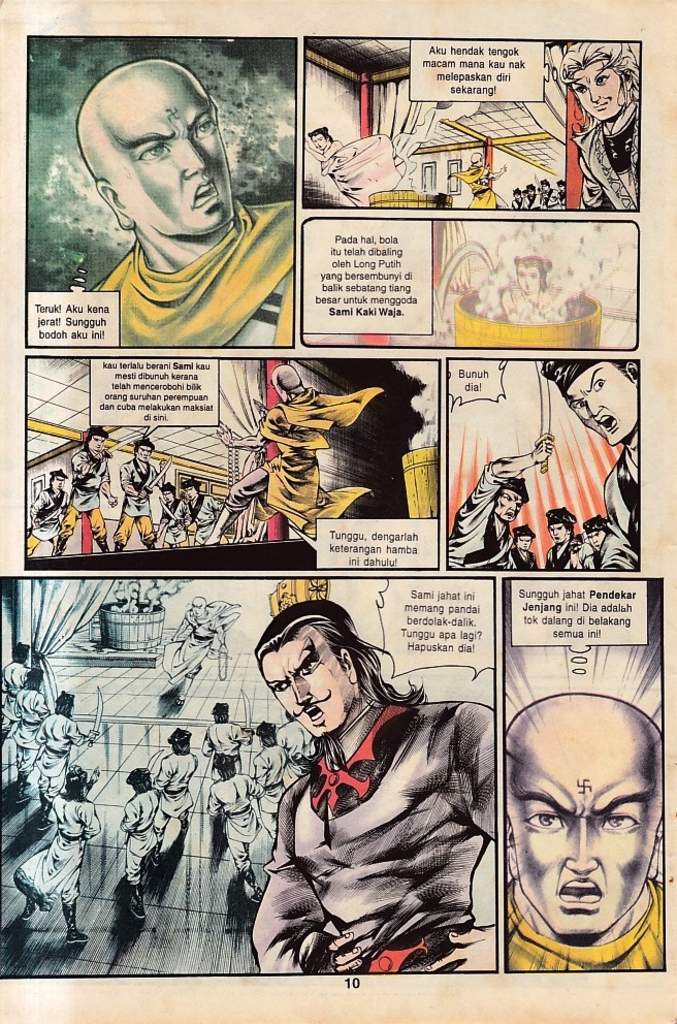 Teruk! Aku kena
jerat! Sungguh
bodoh aku ini!
Aku hendak tengok
macam mana kau nak
melepaskan diri
sekarang!
Pada hal, bola
itu telah dibaling
oleh Long Putih
yang bersembunyi di
balik sebatang tiang
besar untuk menggoda
Sami Kaki Waja.
kau terlalu berani Sami kau
mesti dibunuh kerana
telah mencerobohi bilik
orang suruhan perempuan
dan cuba melakukan maksiat
di sini.
Tunggu, dengarlah
keterangan hamba
ini dahulu!
Bunuh
dia!
Sami jahat ini
memang pandai
berdolak-dalik.
Tunggu apa lagi?
Hapuskan dia!
Sungguh jahat Pendekar
Jenjang ini! Dia adalah
tok dalang di belakang
semua ini!
10